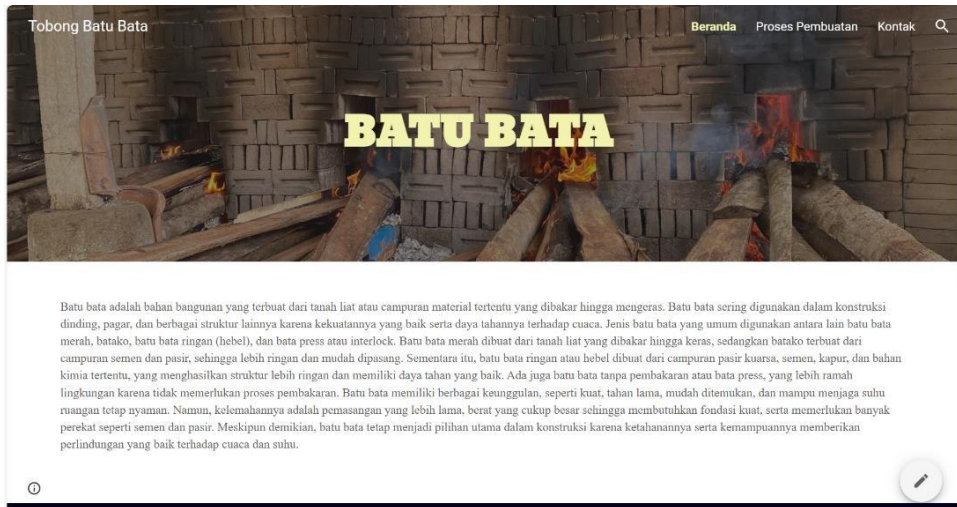 Tobong Batu Bata
Beranda Proses Pembuatan Kontak
BATU BATA
Batu bata adalah bahan bangunan yang terbuat dari tanah liat atau campuran material tertentu yang dibakar hingga mengeras. Batu bata sering digunakan dalam konstruksi
dinding, pagar, dan berbagai struktur lainnya karena kekuatannya yang baik serta daya tahannya terhadap cuaca. Jenis batu bata yang umum digunakan antara lain batu bata
merah, batako, batu bata ringan (hebel), dan bata press atau interlock. Batu bata merah dibuat dari tanah liat yang dibakar hingga keras, sedangkan batako terbuat dari
campuran semen dan pasir, sehingga lebih ringan dan mudah dipasang. Sementara itu, batu bata ringan atau hebel dibuat dari campuran pasir kuarsa, semen, kapur, dan bahan
kimia tertentu, yang menghasilkan struktur lebih ringan dan memiliki daya tahan yang baik. Ada juga batu bata tanpa pembakaran atau bata press, yang lebih ramah
lingkungan karena tidak memerlukan proses pembakaran. Batu bata memiliki berbagai keunggulan, seperti kuat, tahan lama, mudah ditemukan, dan mampu menjaga suhu
ruangan tetap nyaman. Namun, kelemahannya adalah pemasangan yang lebih lama, berat yang cukup besar sehingga membutuhkan fondasi kuat, serta memerlukan banyak
perekat seperti semen dan pasir. Meskipun demikian, batu bata tetap menjadi pilihan utama dalam konstruksi karena ketahanannya serta kemampuannya memberikan
perlindungan yang baik terhadap cuaca dan suhu.